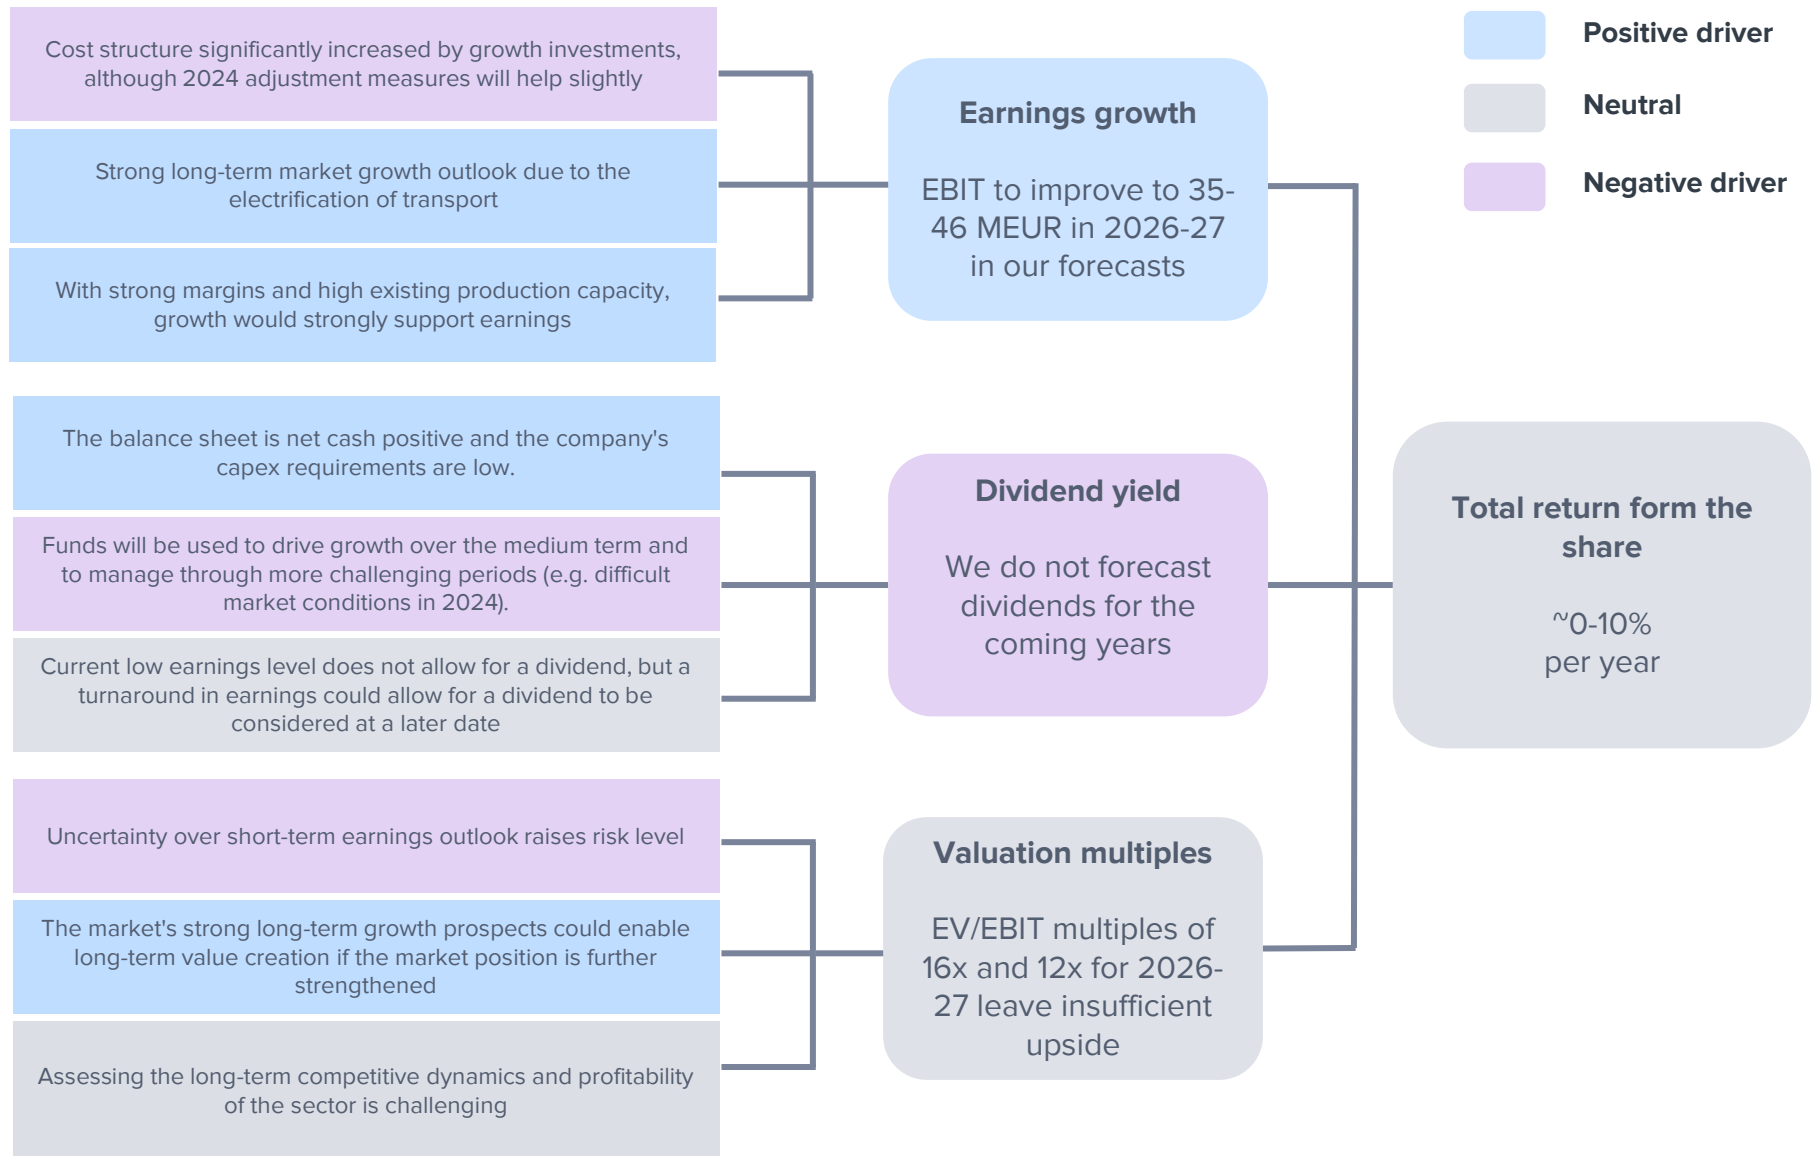 Cost structure significantly increased by growth investments,
although 2024 adjustment measures will help slightly
Strong long-term market growth outlook due to the
electrification of transport
With strong margins and high existing production capacity,
growth would strongly support earnings
Earnings growth
EBIT to improve to 35-
46 MEUR in 2026-27
in our forecasts
Positive driver
Neutral
Negative driver
The balance sheet is net cash positive and the company's
capex requirements are low.
Funds will be used to drive growth over the medium term and
to manage through more challenging periods (e.g. difficult
market conditions in 2024).
Current low earnings level does not allow for a dividend, but a
turnaround in earnings could allow for a dividend to be
considered at a later date
Dividend yield
We do not forecast
dividends for the
coming years
Total return form the
share
~0-10%
per year
Uncertainty over short-term earnings outlook raises risk level
The market's strong long-term growth prospects could enable
long-term value creation if the market position is further
strengthened
Assessing the long-term competitive dynamics and profitability
of the sector is challenging
Valuation multiples
EV/EBIT multiples of
16x and 12x for 2026-
27 leave insufficient
upside